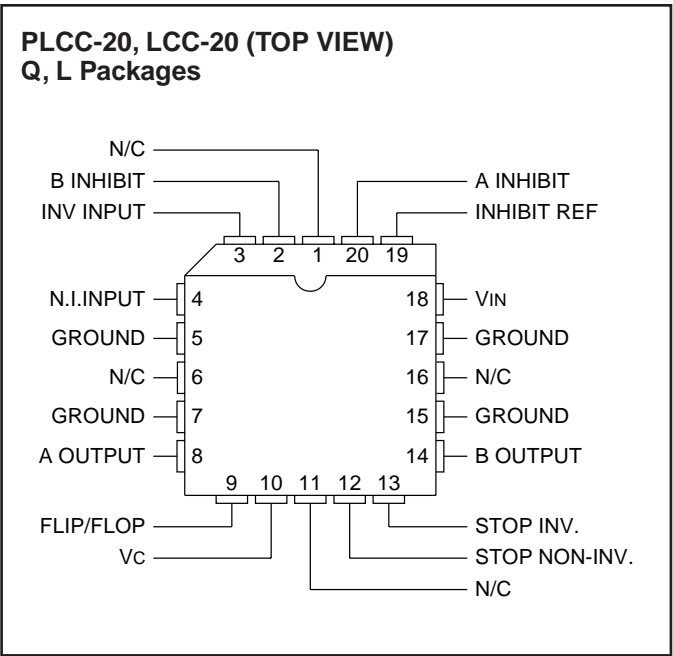 PLCC-20, LCC-20 (TOP VIEW)
Q, L Packages
N/C
B INHIBIT
A INHIBIT
INV INPUT
INHIBIT REF
3 2 1 20 19
N.I.INPUT 4 18 VIN
GROUND 5 17 GROUND
N/C 6 16 N/C
GROUND 7 15 GROUND
A OUTPUT 8 14 B OUTPUT
9 10 11 12 13
FLIP/FLOP
STOP INV.
VC
STOP NON-INV.
N/C